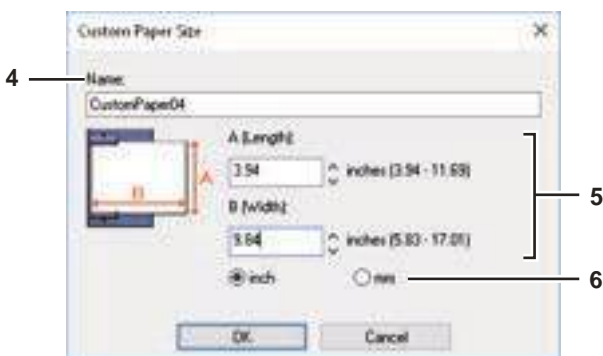 Custom Paper Size
4
Name:
CustomPaper04
A (Length):
3.94 inches (3.94 - 11.69)
A
B
5
B (Width):
9.84 inches (5.83 - 17.01)
inch mm
6
OK Cancel